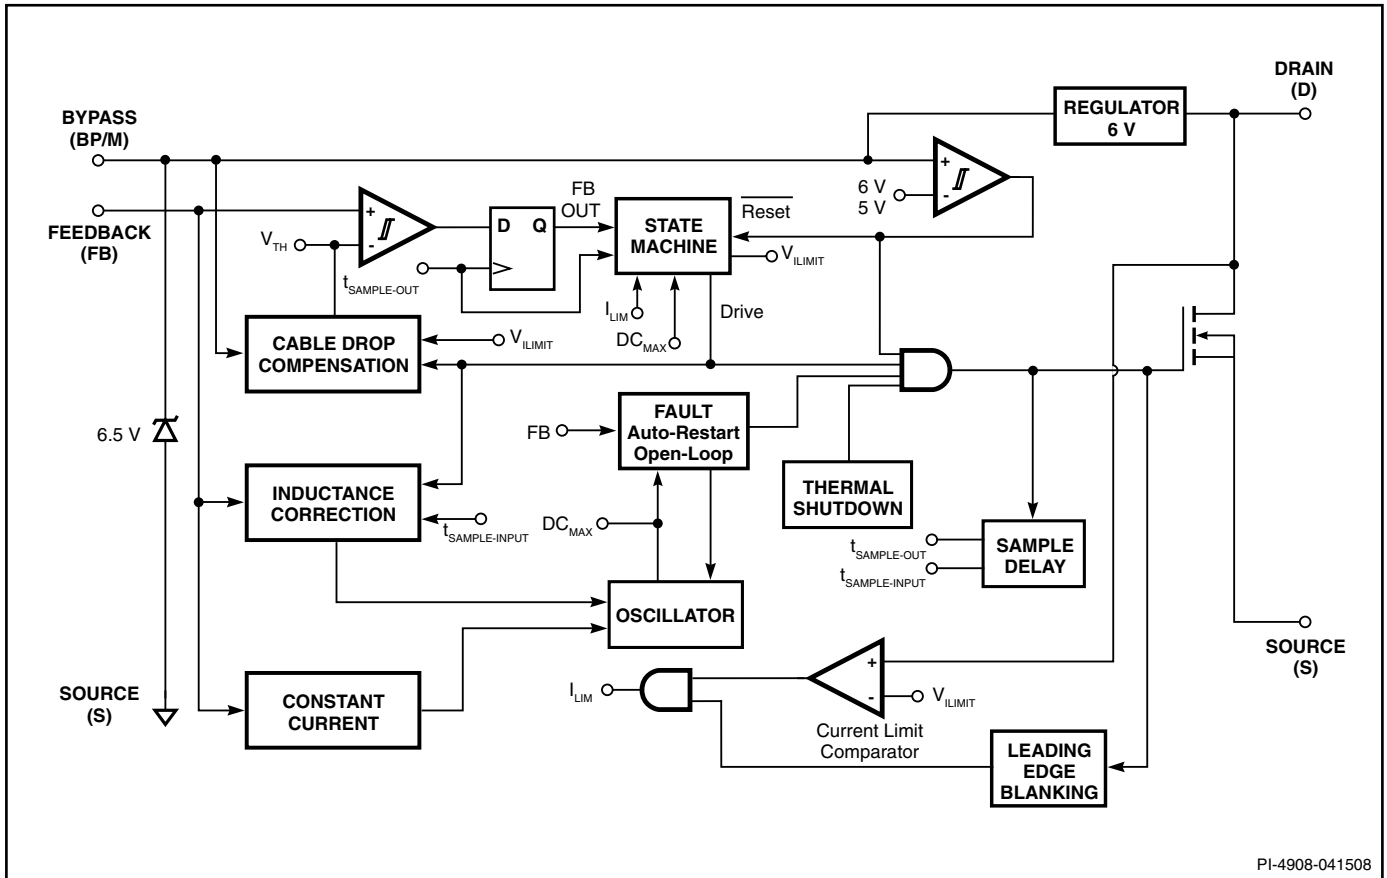 DRAIN
(D)
REGULATOR
6 V
BYPASS
(BP/M)
+
-
6 V
5 V
FEEDBACK
(FB)
+
-
V_TH
t_SAMPLE-OUT
D
Q
FB
OUT
STATE
MACHINE
Reset
V_ILIMIT
I_LIM
DC_MAX
Drive
CABLE DROP
COMPENSATION
V_ILIMIT
6.5 V
FAULT
Auto-Restart
Open-Loop
FB
THERMAL
SHUTDOWN
INDUCTANCE
CORRECTION
t_SAMPLE-INPUT
DC_MAX
t_SAMPLE-OUT
t_SAMPLE-INPUT
SAMPLE
DELAY
OSCILLATOR
SOURCE
(S)
SOURCE
(S)
CONSTANT
CURRENT
I_LIM
+
-
V_ILIMIT
Current Limit
Comparator
LEADING
EDGE
BLANKING
PI-4908-041508